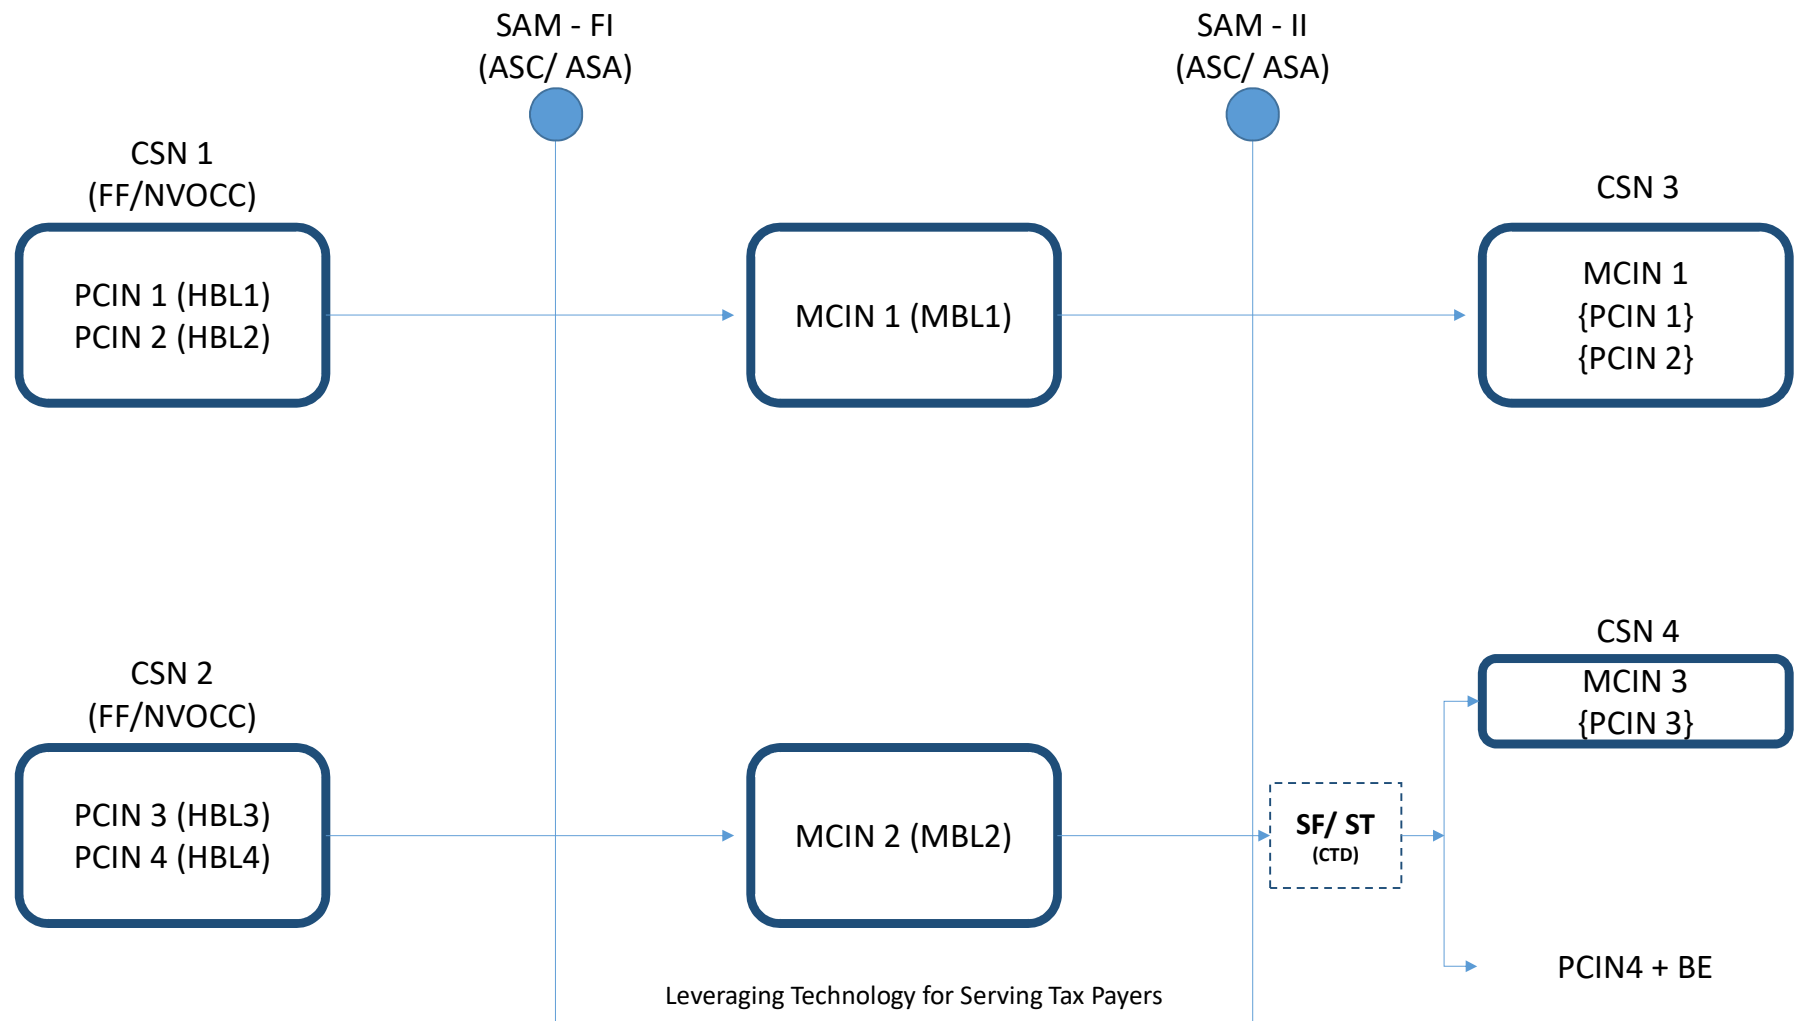 SAM - FI
(ASC/ ASA)
SAM - II
(ASC/ ASA)
CSN 1
(FF/NVOCC)
CSN 3
PCIN 1 (HBL1)
PCIN 2 (HBL2)
MCIN 1 (MBL1)
MCIN 1
{PCIN 1}
{PCIN 2}
CSN 2
(FF/NVOCC)
CSN 4
MCIN 3
{PCIN 3}
PCIN 3 (HBL3)
PCIN 4 (HBL4)
MCIN 2 (MBL2)
SF/ ST
(CTD)
PCIN4 + BE
Leveraging Technology for Serving Tax Payers